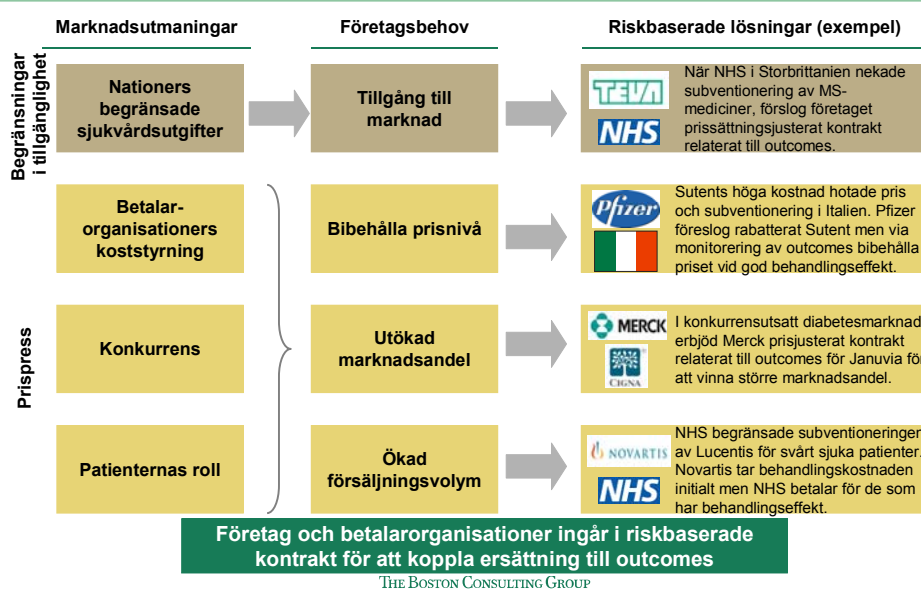 Marknadsutmaningar
Företagsbehov
Riskbaserade lösningar (exempel)
Begränsningar
i tillgänglighet
Nationers
begränsade
sjukvårdsutgifter
Tillgång till
marknad
TEVA
NHS
När NHS i Storbrittanien nekade
subventionering av MS-
mediciner, förslog företaget
prissättningsjusterat kontrakt
relaterat till outcomes.
Prispress
Betalar-
organisationers
koststyrning
Bibehålla prisnivå
Pfizer
Sutents höga kostnad hotade pris
och subventionering i Italien. Pfizer
föreslog rabatterat Sutent men via
monitorering av outcomes bibehålla
priset vid god behandlingseffekt.
Konkurrens
Utökad
marknadsandel
MERCK
CIGNA
I konkurrensutsatt diabetesmarknad
erbjöd Merck prisjusterat kontrakt
relaterat till outcomes för Januvia för
att vinna större marknadsandel.
Patienternas roll
Ökad
försäljningsvolym
NOVARTIS
NHS
NHS begränsade subventioneringen
av Lucentis för svårt sjuka patienter.
Novartis tar behandlingskostnaden
initialt men NHS betalar för de som
har behandlingseffekt.
Företag och betalarorganisationer ingår i riskbaserade
kontrakt för att koppla ersättning till outcomes
THE BOSTON CONSULTING GROUP